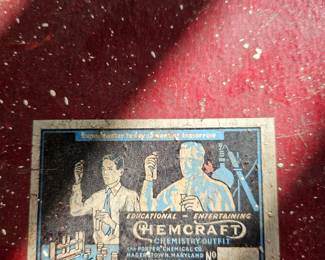 Experimenter today Scientist tomorrow
EDUCATIONAL - ENTERTAINING
CHEMCRAFT
CHEMISTRY OUTFIT
THE PORTER CHEMICAL CO.
HAGERSTOWN, MARYLAND NO